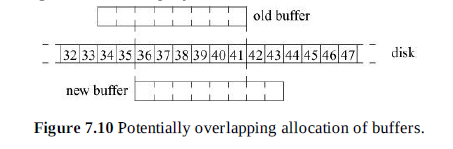 old buffer
32 33 34 35 36 37 38 39 40 41 42 43 44 45 46 47 disk
new buffer
Figure 7.10 Potentially overlapping allocation of buffers.